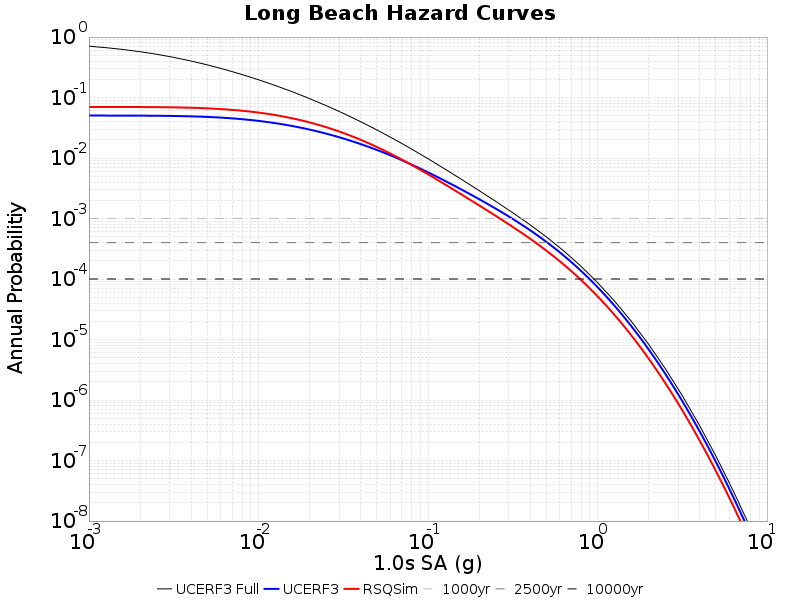 Long Beach Hazard Curves
Annual Probabilitiy
10^0
10^-1
10^-2
10^-3
10^-4
10^-5
10^-6
10^-7
10^-8
10^-3 10^-2 10^-1 10^0 10^1
1.0s SA (g)
UCERF3 Full UCERF3 RSQSim 1000yr 2500yr 10000yr